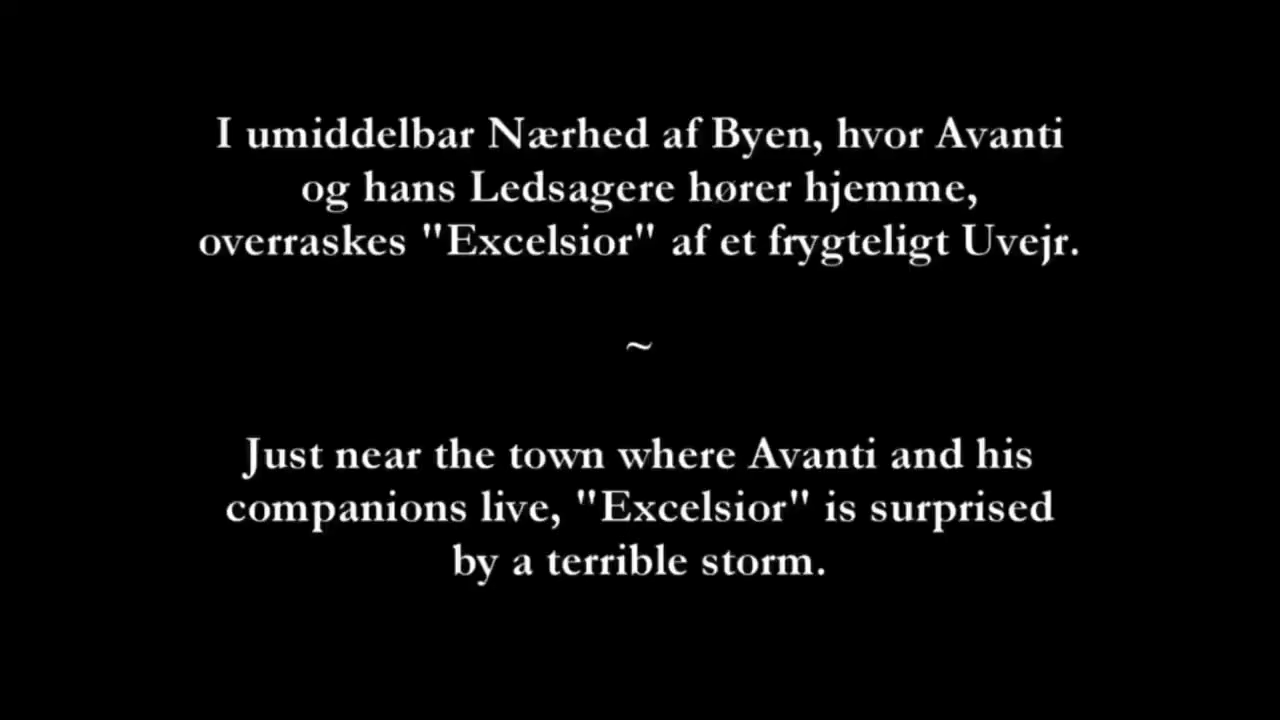 I umiddelbar Nærhed af Byen, hvor Avanti
og hans Ledsagere hører hjemme,
overraskes "Excelsior" af et frygteligt Uvejr.
~
Just near the town where Avanti and his
companions live, "Excelsior" is surprised
by a terrible storm.